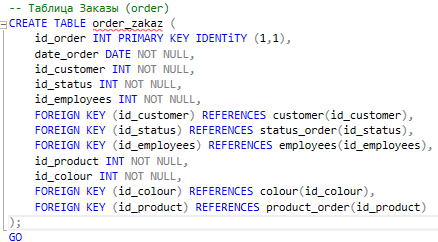 -- Таблица Заказы (order)
CREATE TABLE order_zakaz (
id_order INT PRIMARY KEY IDENTiTY (1,1),
date_order DATE NOT NULL,
id_customer INT NOT NULL,
id_status INT NOT NULL,
id_employees INT NOT NULL,
FOREIGN KEY (id_customer) REFERENCES customer(id_customer),
FOREIGN KEY (id_status) REFERENCES status_order(id_status),
FOREIGN KEY (id_employees) REFERENCES employees(id_employees),
id_product INT NOT NULL,
id_colour INT NOT NULL,
FOREIGN KEY (id_colour) REFERENCES colour(id_colour),
FOREIGN KEY (id_product) REFERENCES product_order(id_product)
);
GO